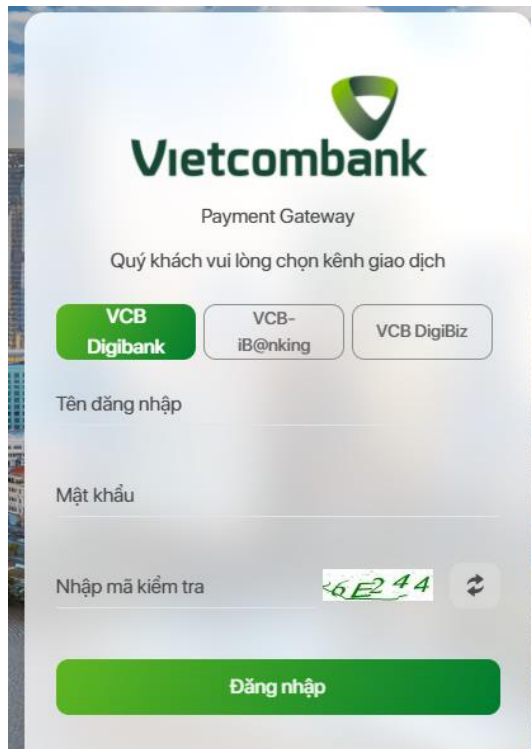 Vietcombank
Payment Gateway
Quý khách vui lòng chọn kênh giao dịch
VCB
Digibank
VCB-
iB@nking
VCB DigiBiz
Tên đăng nhập
Mật khẩu
Nhập mã kiểm tra
6E244
Đăng nhập